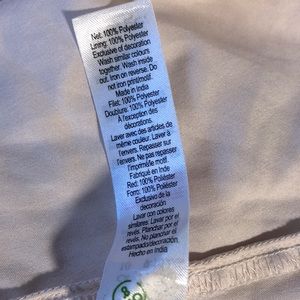 Net: 100% Polyester
Lining: 100% Polyester
Exclusive of decoration
Wash similar colours
together. Wash inside
out. Iron on reverse. Do
not iron print/motif.
Made in India
Filet: 100% Polyester
Doublure: 100% Polyester
À l'exception des
décorations.
Laver avec des articles de
même couleur. Laver à
l'envers. Repasser sur
l'envers. Ne pas repasser
l'imprimé/le motif.
Fabriqué en Inde
Red: 100% Poliéster
Forro: 100% Poliéster
Exclusivo de la
decoración
Lavar con colores
similares. Lavar por el
revés. Planchar por el
revés. No planchar el
estampado/decoración
Hecho en India